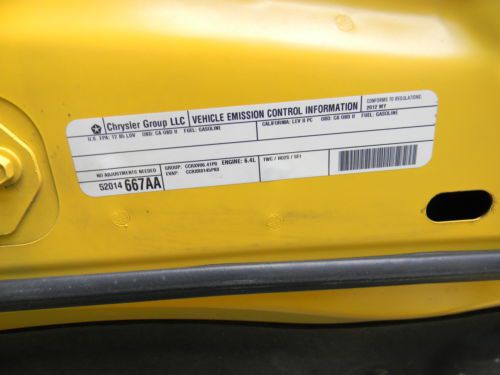 Chrysler Group LLC
VEHICLE EMISSION CONTROL INFORMATION
CONFORMS TO REGULATIONS:
2012 MY
U.S. EPA: T2 B5 LDV OBD: CA OBD II FUEL: GASOLINE
CALIFORNIA: LEV II PC OBD: CA OBD II FUEL: GASOLINE
NO ADJUSTMENTS NEEDED
52014 667AA
GROUP: ENGINE: 6.4L
EVAP:
TWC / HO2S / SFI